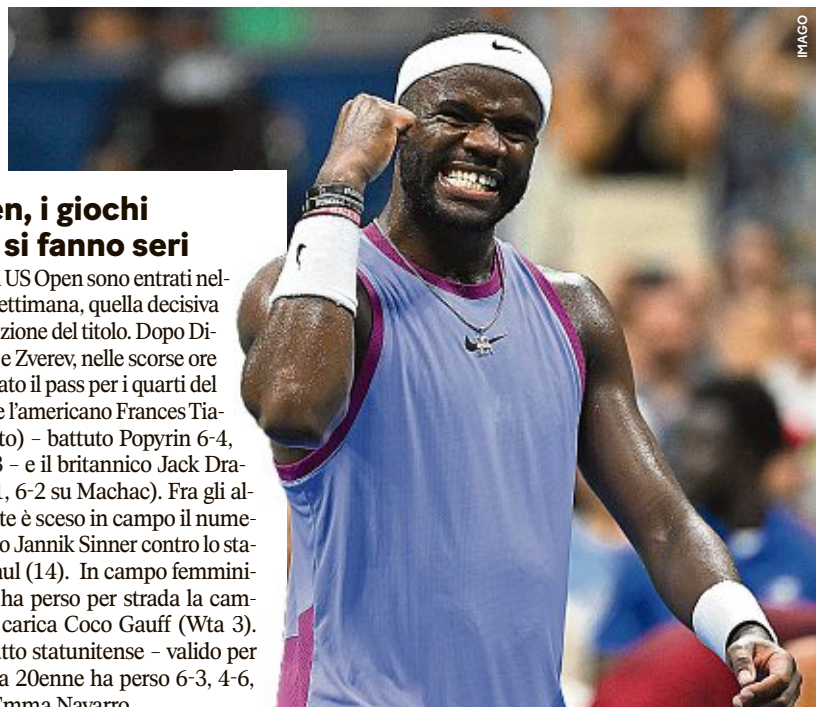 IMAGO
en, i giochi
si fanno seri
US Open sono entrati nel-
ettimana, quella decisiva
zione del titolo. Dopo Di-
e Zverev, nelle scorse ore
ato il pass per i quarti del
e l'americano Frances Tia-
to) – battuto Popyrin 6-4,
3 – e il britannico Jack Dra-
1, 6-2 su Machac). Fra gli al-
te è sceso in campo il nume-
o Jannik Sinner contro lo sta-
aul (14). In campo femmini-
ha perso per strada la cam-
carica Coco Gauff (Wta 3).
tto statunitense – valido per
a 20enne ha perso 6-3, 4-6,
Emma Navarro.